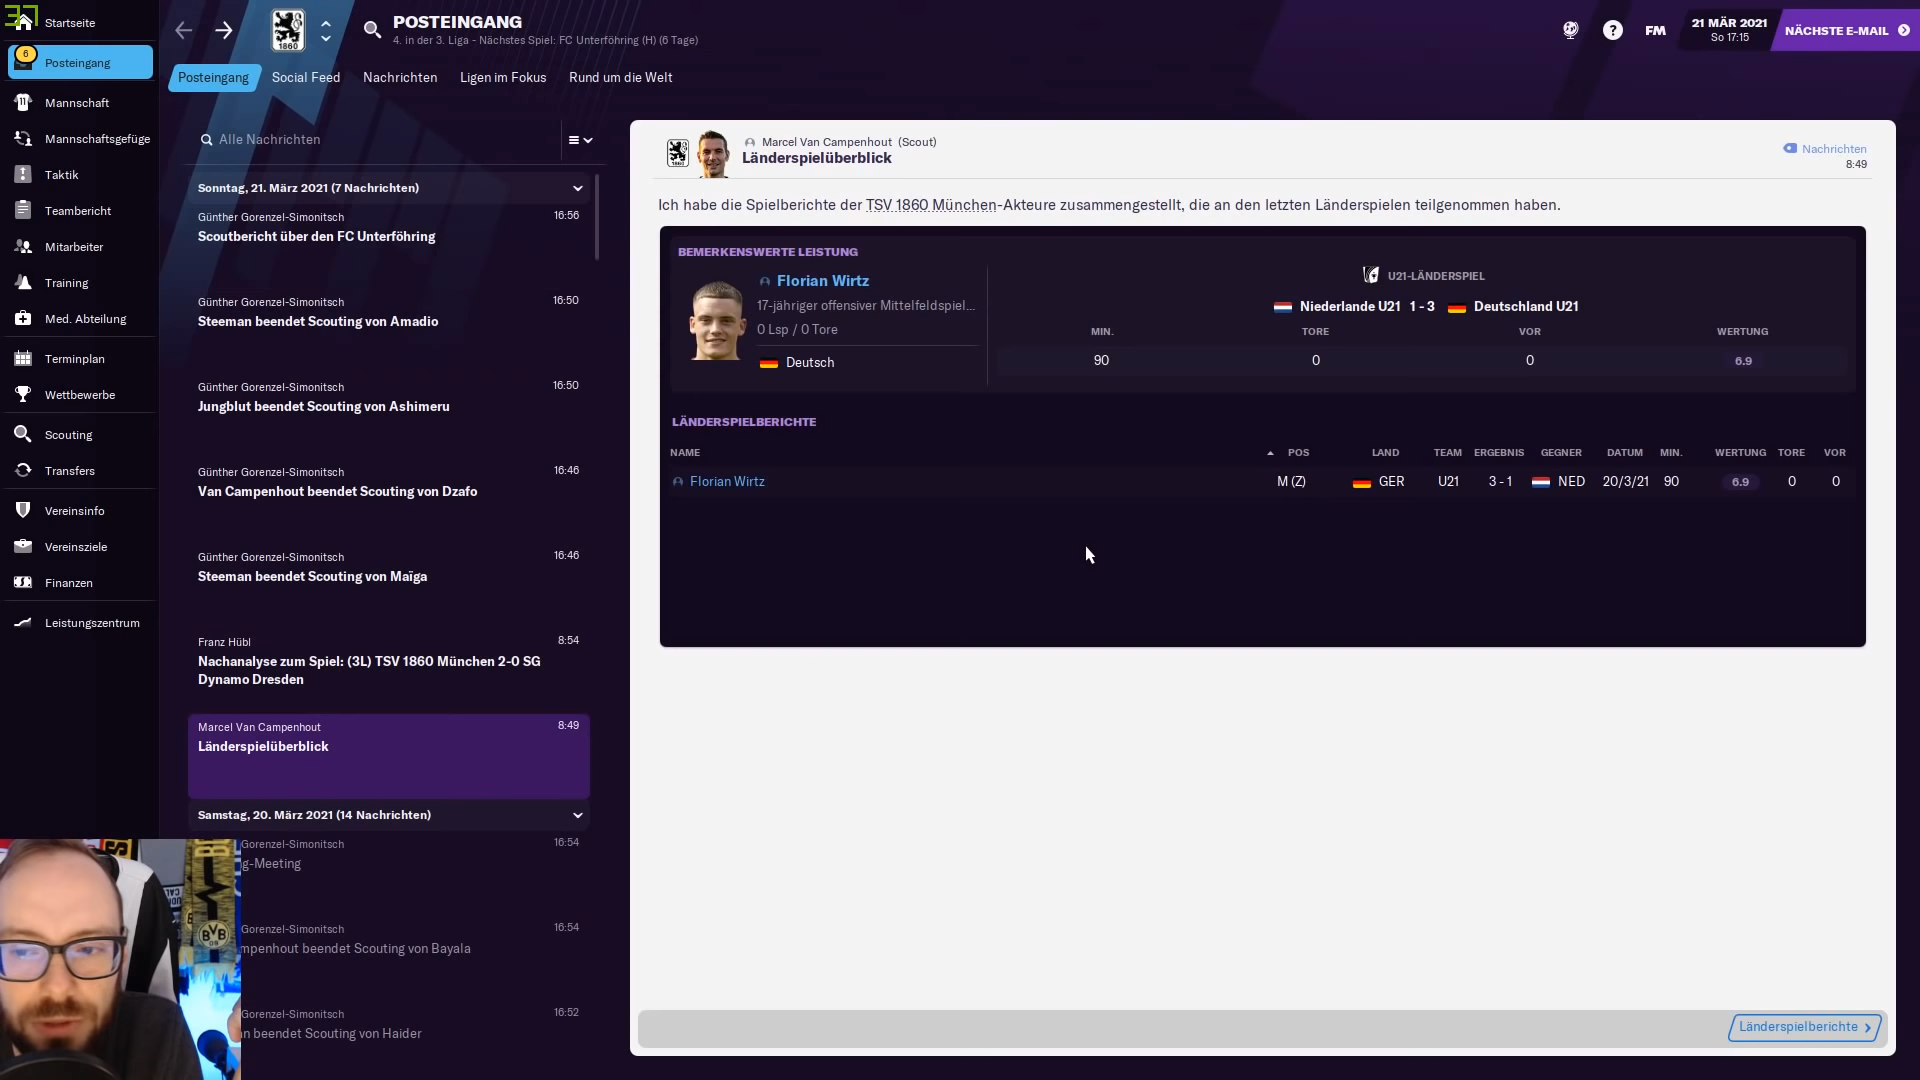 37
Startseite
6
Posteingang
Mannschaft
Mannschaftsgefüge
Taktik
Teambericht
Mitarbeiter
Training
Med. Abteilung
Terminplan
Wettbewerbe
Scouting
Transfers
Vereinsinfo
Vereinsziele
Finanzen
Leistungszentrum
1860
POSTEINGANG
4. in der 3. Liga - Nächstes Spiel: FC Unterföhring (H) (6 Tage)
?
FM
21 MÄR 2021
So 17:15
NÄCHSTE E-MAIL
Posteingang
Social Feed
Nachrichten
Ligen im Fokus
Rund um die Welt
Alle Nachrichten
Sonntag, 21. März 2021 (7 Nachrichten)
Günther Gorenzel-Simonitsch 16:56
Scoutbericht über den FC Unterföhring
Günther Gorenzel-Simonitsch 16:50
Steeman beendet Scouting von Amadio
Günther Gorenzel-Simonitsch 16:50
Jungblut beendet Scouting von Ashimeru
Günther Gorenzel-Simonitsch 16:46
Van Campenhout beendet Scouting von Dzafo
Günther Gorenzel-Simonitsch 16:46
Steeman beendet Scouting von Maïga
Franz Hübl 8:54
Nachanalyse zum Spiel: (3L) TSV 1860 München 2-0 SG
Dynamo Dresden
Marcel Van Campenhout 8:49
Länderspielüberblick
Samstag, 20. März 2021 (14 Nachrichten)
Gorenzel-Simonitsch 16:54
g-Meeting
Gorenzel-Simonitsch 16:54
mpenhout beendet Scouting von Bayala
Gorenzel-Simonitsch 16:52
n beendet Scouting von Haider
BVB
09
Marcel Van Campenhout (Scout)
Länderspielüberblick
Nachrichten
8:49
Ich habe die Spielberichte der TSV 1860 München-Akteure zusammengestellt, die an den letzten Länderspielen teilgenommen haben.
BEMERKENSWERTE LEISTUNG
Florian Wirtz
17-jähriger offensiver Mittelfeldspiel...
0 Lsp / 0 Tore
Deutsch
U21-LÄNDERSPIEL
Niederlande U21 1 - 3 Deutschland U21
MIN. TORE VOR WERTUNG
90 0 0 6.9
LÄNDERSPIELBERICHTE
NAME POS LAND TEAM ERGEBNIS GEGNER DATUM MIN. WERTUNG TORE VOR
Florian Wirtz M (Z) GER U21 3 - 1 NED 20/3/21 90 6.9 0 0
Länderspielberichte